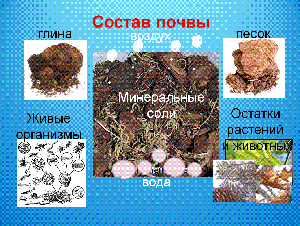 Состав почвы
глина
воздух
песок
Минеральные
соли
Живые
организмы
Остатки
растений
и животных
вода